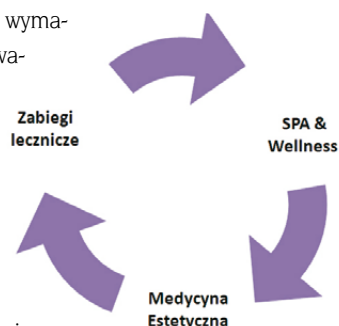 wyma-
wa-
Zabiegi
lecznicze
SPA &
Wellness
Medycyna
Estetyczna